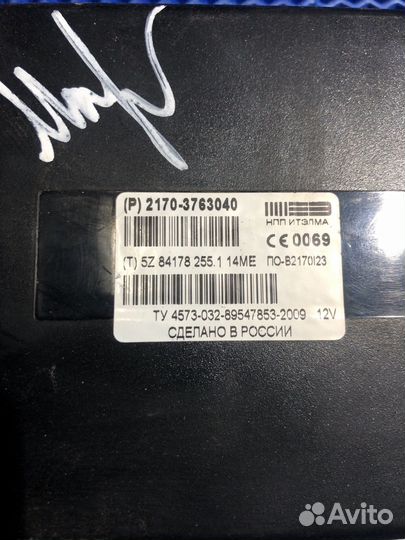 (P) 2170-3763040
НПП ИТЭЛМА
CE 0069
(T) 5Z 84178 255.1 14ME ПО-В2170I23
ТУ 4573-032-89547853-2009 12V
СДЕЛАНО В РОССИИ
Avito